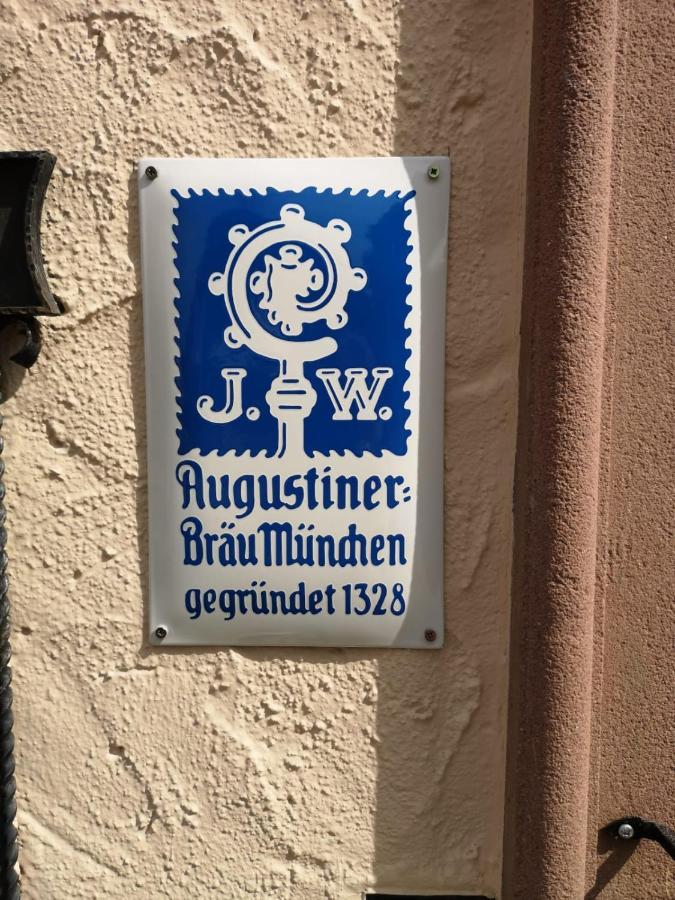 J. W.
Augustiner=
Bräu München
gegründet 1328